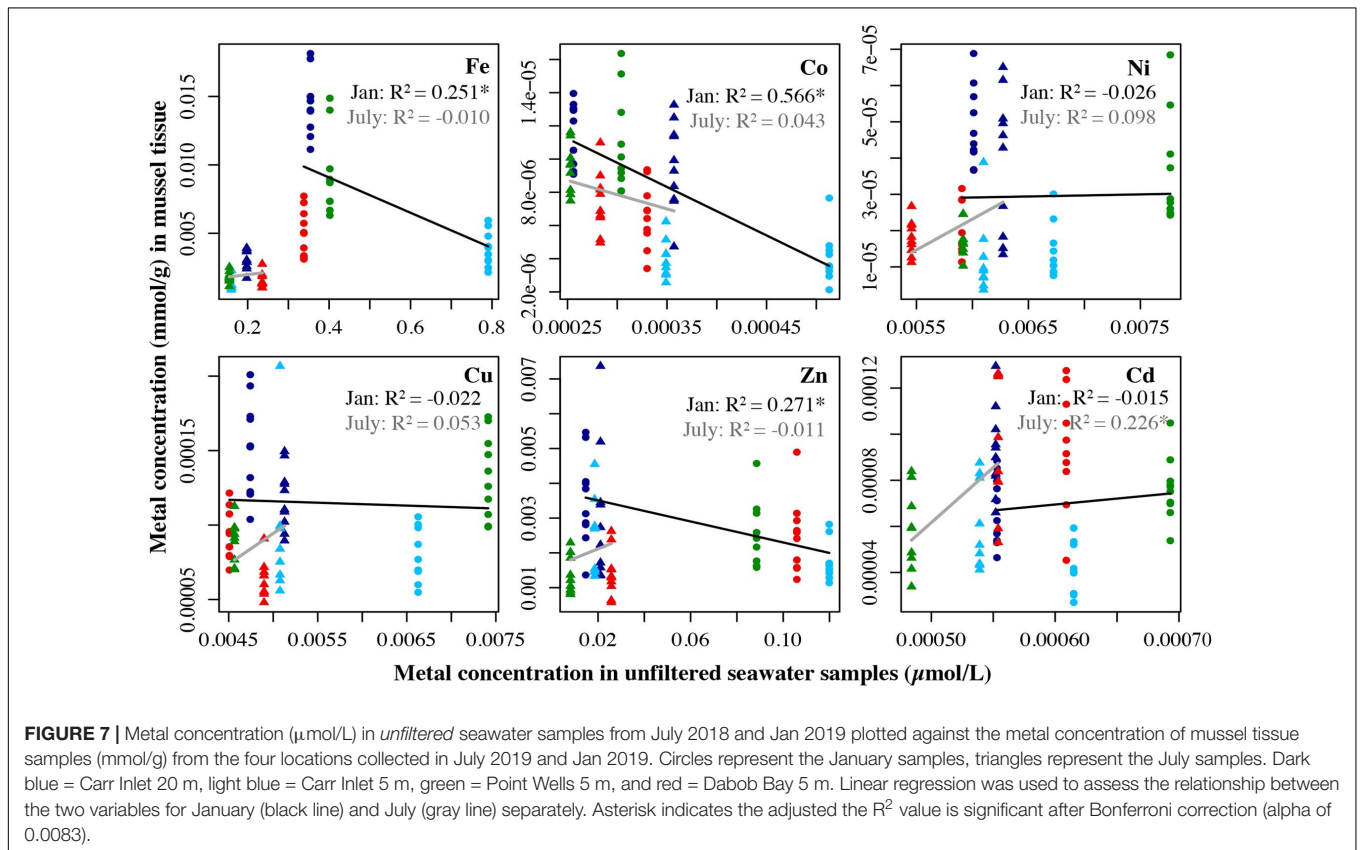 Metal concentration (mmol/g) in mussel tissue
Fe
Jan: R² = 0.251*
July: R² = -0.010
0.015
0.010
0.005
0.2 0.4 0.6 0.8
Co
Jan: R² = 0.566*
July: R² = 0.043
1.4e-05
8.0e-06
2.0e-06
0.00025 0.00035 0.00045
Ni
Jan: R² = -0.026
July: R² = 0.098
7e-05
5e-05
3e-05
1e-05
0.0055 0.0065 0.0075
Cu
Jan: R² = -0.022
July: R² = 0.053
0.0015
0.0005
0.0045 0.0055 0.0065 0.0075
Zn
Jan: R² = 0.271*
July: R² = -0.011
0.007
0.005
0.003
0.001
0.02 0.06 0.10
Cd
Jan: R² = -0.015
July: R² = 0.226*
0.00012
0.00008
0.00004
0.00050 0.00060 0.00070
Metal concentration in unfiltered seawater samples (µmol/L)
FIGURE 7 | Metal concentration (µmol/L) in unfiltered seawater samples from July 2018 and Jan 2019 plotted against the metal concentration of mussel tissue
samples (mmol/g) from the four locations collected in July 2019 and Jan 2019. Circles represent the January samples, triangles represent the July samples. Dark
blue = Carr Inlet 20 m, light blue = Carr Inlet 5 m, green = Point Wells 5 m, and red = Dabob Bay 5 m. Linear regression was used to assess the relationship between
the two variables for January (black line) and July (gray line) separately. Asterisk indicates the adjusted the R² value is significant after Bonferroni correction (alpha of
0.0083).